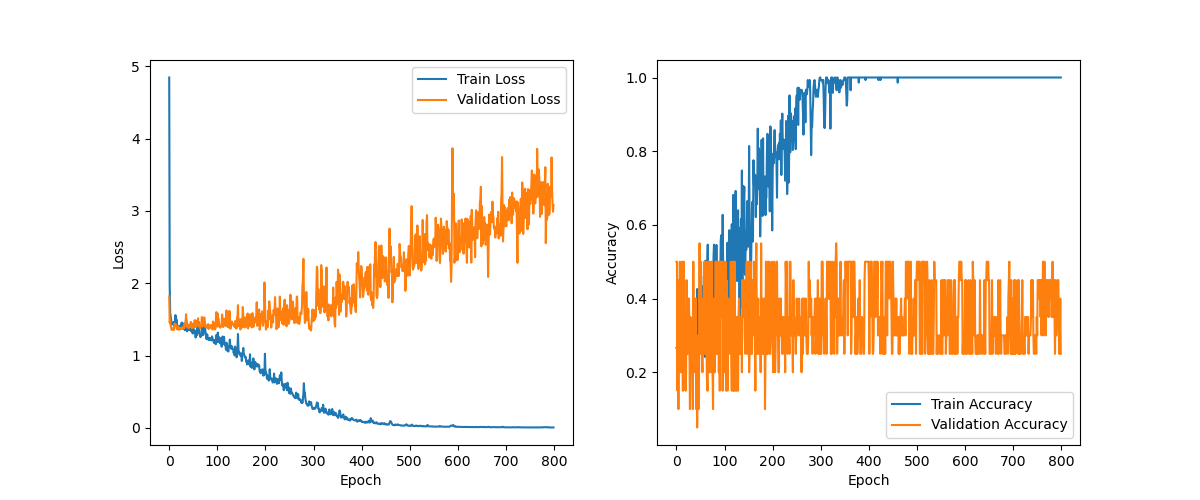 5
4
3
2
1
0
Loss
0 100 200 300 400 500 600 700 800
Epoch
Train Loss
Validation Loss
1.0
0.8
0.6
0.4
0.2
Accuracy
0 100 200 300 400 500 600 700 800
Epoch
Train Accuracy
Validation Accuracy